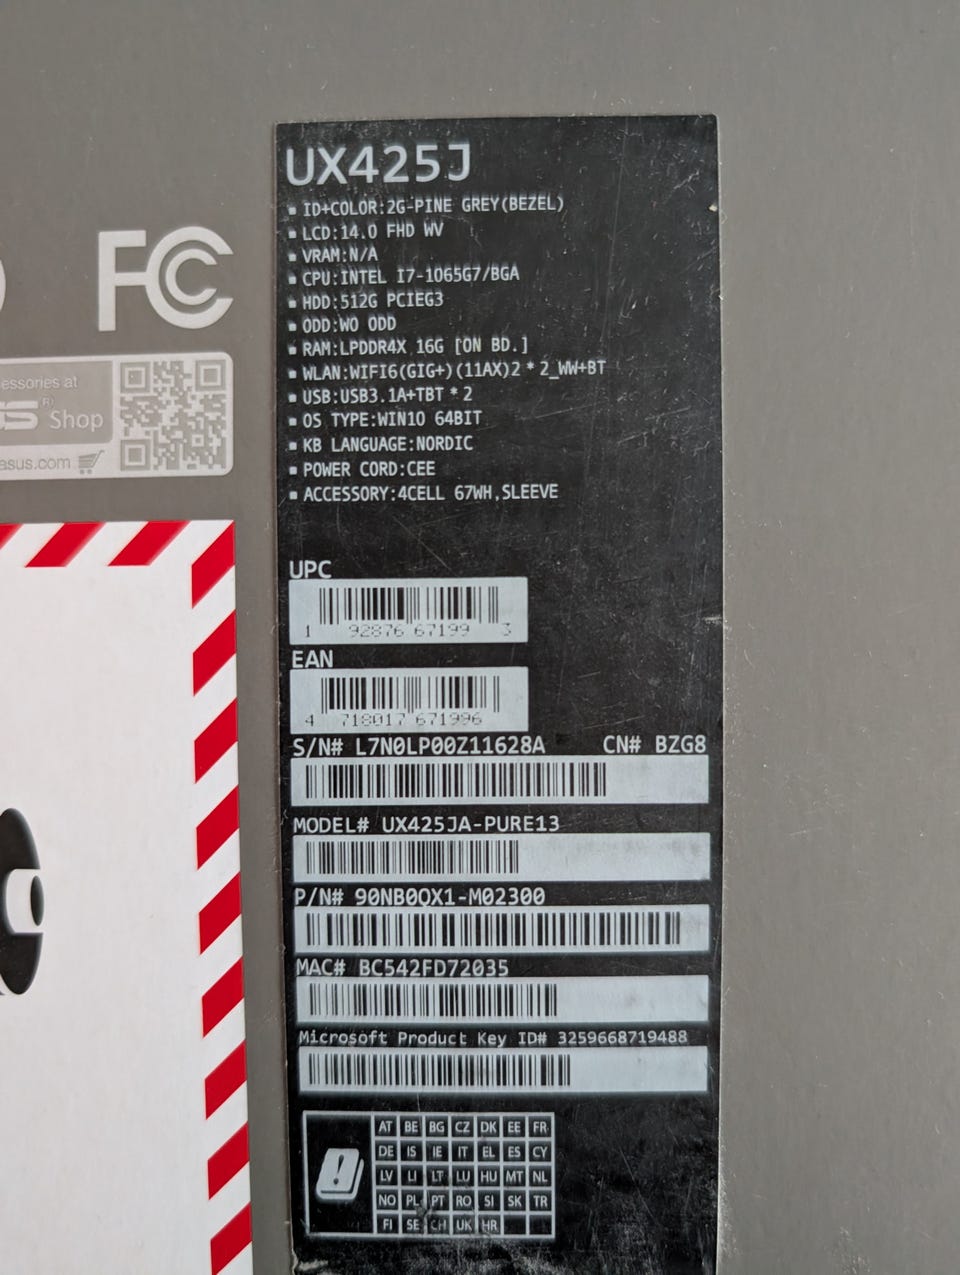 UX425J
▪ ID+COLOR:2G-PINE GREY(BEZEL)
▪ LCD:14.0 FHD WV
▪ VRAM:N/A
▪ CPU:INTEL I7-1065G7/BGA
▪ HDD:512G PCIEG3
▪ ODD:WO ODD
▪ RAM:LPDDR4X 16G [ON BD.]
▪ WLAN:WIFI6(GIG+)(11AX)2*2_WW+BT
▪ USB:USB3.1A+TBT*2
▪ OS TYPE:WIN10 64BIT
▪ KB LANGUAGE:NORDIC
▪ POWER CORD:CEE
▪ ACCESSORY:4CELL 67WH,SLEEVE
FC
essories at
Shop
asus.com
UPC
1 92876 67199 3
EAN
4 718017 671996
S/N# L7N0LP00Z11628A CN# BZG8
MODEL# UX425JA-PURE13
P/N# 90NB0QX1-M02300
MAC# BC542FD72035
Microsoft Product Key ID# 3259668719488
AT BE BG CZ DK EE FR
DE IS IE IT EL ES CY
LV LI LT LU HU MT NL
NO PL PT RO SI SK TR
FI SE CH UK HR